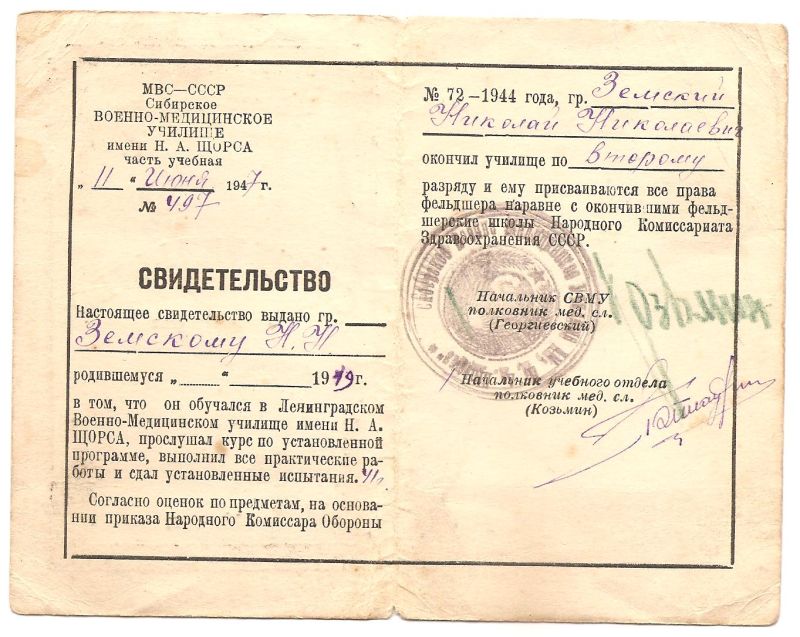 МВС—СССР
Сибирское
ВОЕННО-МЕДИЦИНСКОЕ
УЧИЛИЩЕ
имени Н. А. ЩОРСА
часть учебная
„ 11 “ Июня 1947 г.
№ 497
СВИДЕТЕЛЬСТВО
Настоящее свидетельство выдано гр.
Земскому Н. Н
родившемуся „ “ 19 г.
в том, что он обучался в Ленинградском
Военно-Медицинском училище имени Н. А.
ЩОРСА, прослушал курс по установленной
программе, выполнил все практические ра-
боты и сдал установленные испытания. 41г
Согласно оценок по предметам, на основа-
нии приказа Народного Комиссара Обороны
№ 72—1944 года, гр. Земский
Николай Николаевич
окончил училище по второму
разряду и ему присваиваются все права
фельдшера наравне с окончившими фельд-
шерские школы Народного Комиссариата
Здравоохранения СССР.
Начальник СВМУ
полковник мед. сл.
(Георгиевский)
Начальник учебного отдела
полковник мед. сл.
(Козьмин)